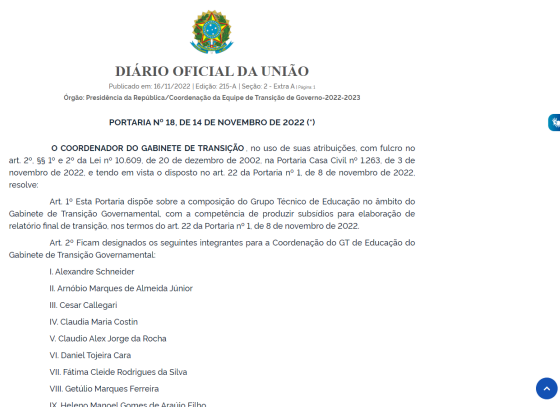 DIÁRIO OFICIAL DA UNIÃO
Publicado em: 16/11/2022 | Edição: 215-A | Seção: 2 - Extra A | Página: 1
Órgão: Presidência da República/Coordenação da Equipe de Transição de Governo-2022-2023
PORTARIA Nº 18, DE 14 DE NOVEMBRO DE 2022 (*)
O COORDENADOR DO GABINETE DE TRANSIÇÃO, no uso de suas atribuições, com fulcro no
art. 2º, §§ 1º e 2º da Lei nº 10.609, de 20 de dezembro de 2002, na Portaria Casa Civil nº 1.263, de 3 de
novembro de 2022, e tendo em vista o disposto no art. 22 da Portaria nº 1, de 8 de novembro de 2022,
resolve:
Art. 1º Esta Portaria dispõe sobre a composição do Grupo Técnico de Educação no âmbito do
Gabinete de Transição Governamental, com a competência de produzir subsídios para elaboração de
relatório final de transição, nos termos do art. 22 da Portaria nº 1, de 8 de novembro de 2022.
Art. 2º Ficam designados os seguintes integrantes para a Coordenação do GT de Educação do
Gabinete de Transição Governamental:
I. Alexandre Schneider
II. Arnóbio Marques de Almeida Júnior
III. Cesar Callegari
IV. Claudia Maria Costin
V. Claudio Alex Jorge da Rocha
VI. Daniel Tojeira Cara
VII. Fátima Cleide Rodrigues da Silva
VIII. Getúlio Marques Ferreira
IX. Heleno Manoel Gomes de Araújo Filho